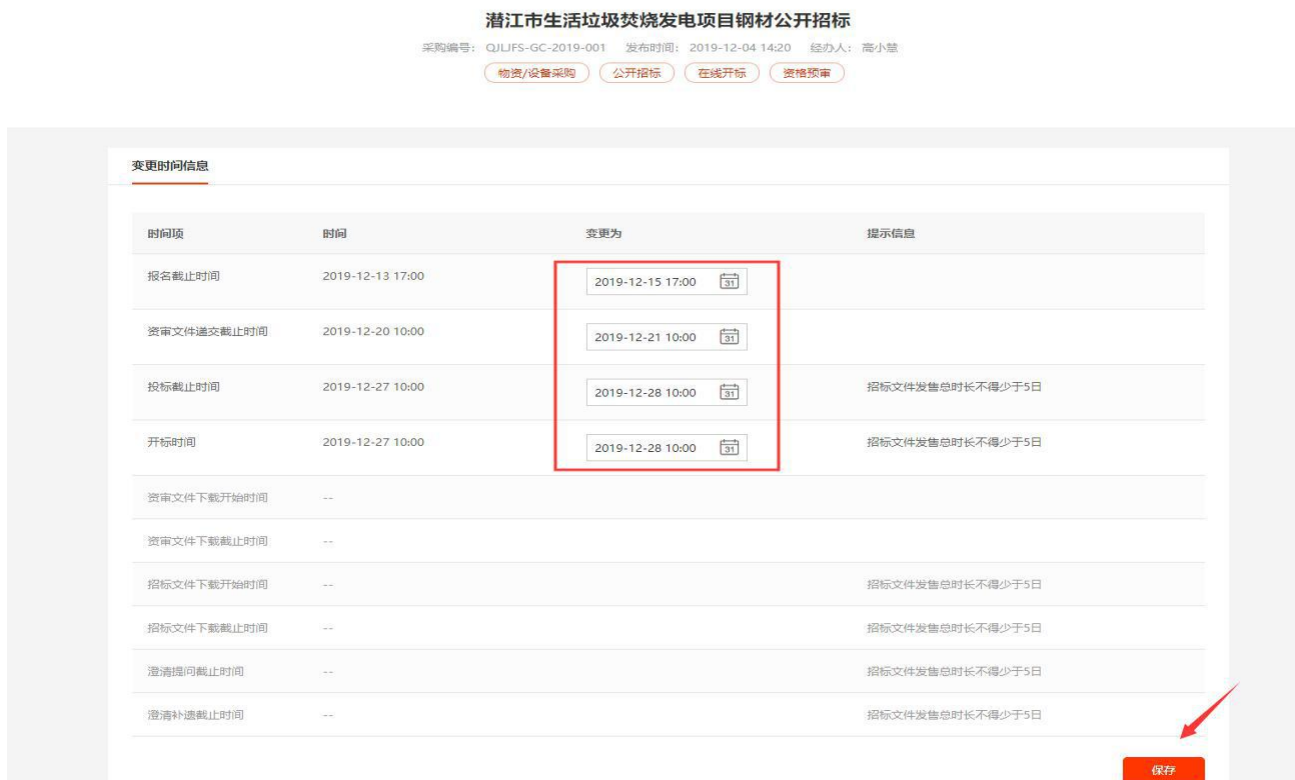 潜江市生活垃圾焚烧发电项目钢材公开招标
采购编号: QJLJFS-GC-2019-001 发布时间: 2019-12-04 14:20 经办人: 高小慧
物资/设备采购 公开招标 在线开标 资格预审
变更时间信息
时间项 时间 变更为 提示信息
报名截止时间 2019-12-13 17:00 2019-12-15 17:00 31
资审文件递交截止时间 2019-12-20 10:00 2019-12-21 10:00 31
投标截止时间 2019-12-27 10:00 2019-12-28 10:00 31 招标文件发售总时长不得少于5日
开标时间 2019-12-27 10:00 2019-12-28 10:00 31 招标文件发售总时长不得少于5日
资审文件下载开始时间 --
资审文件下载截止时间 --
招标文件下载开始时间 -- 招标文件发售总时长不得少于5日
招标文件下载截止时间 -- 招标文件发售总时长不得少于5日
澄清提问截止时间 -- 招标文件发售总时长不得少于5日
澄清补遗截止时间 -- 招标文件发售总时长不得少于5日
保存